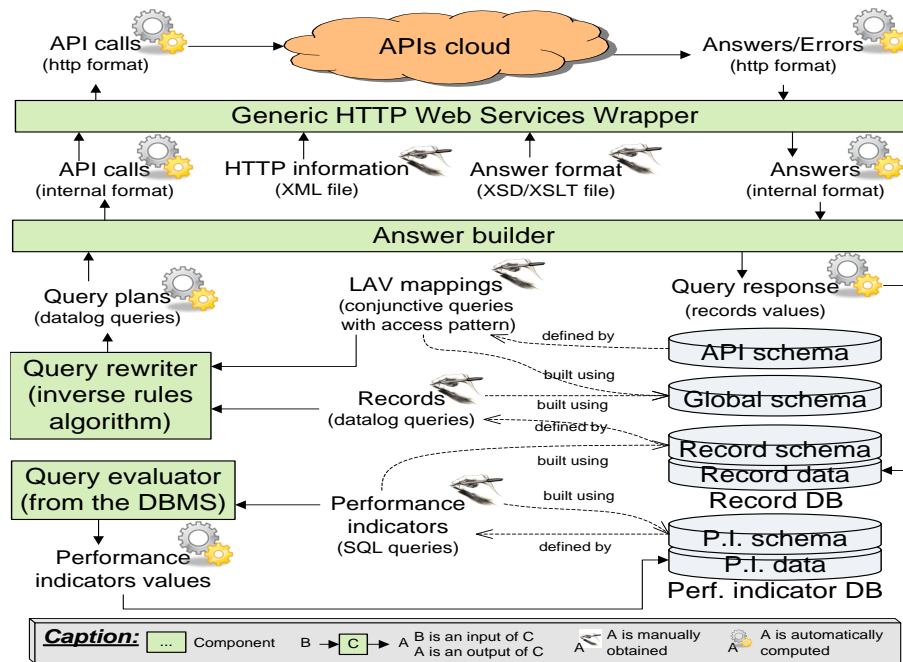 API calls
(http format)
APIs cloud
Answers/Errors
(http format)
Generic HTTP Web Services Wrapper
API calls
(internal format)
HTTP information
(XML file)
Answer format
(XSD/XSLT file)
Answers
(internal format)
Answer builder
Query plans
(datalog queries)
LAV mappings
(conjunctive queries
with access pattern)
Query response
(records values)
defined by
API schema
Query rewriter
(inverse rules
algorithm)
built using
Records
(datalog queries)
built using
Global schema
defined by
Record schema
Record data
Record DB
built using
Query evaluator
(from the DBMS)
Performance
indicators
(SQL queries)
built using
defined by
P.I. schema
P.I. data
Perf. indicator DB
Performance
indicators values
Caption:
... Component
B C A
B is an input of C
A is an output of C
A
A is manually
obtained
A
A is automatically
computed